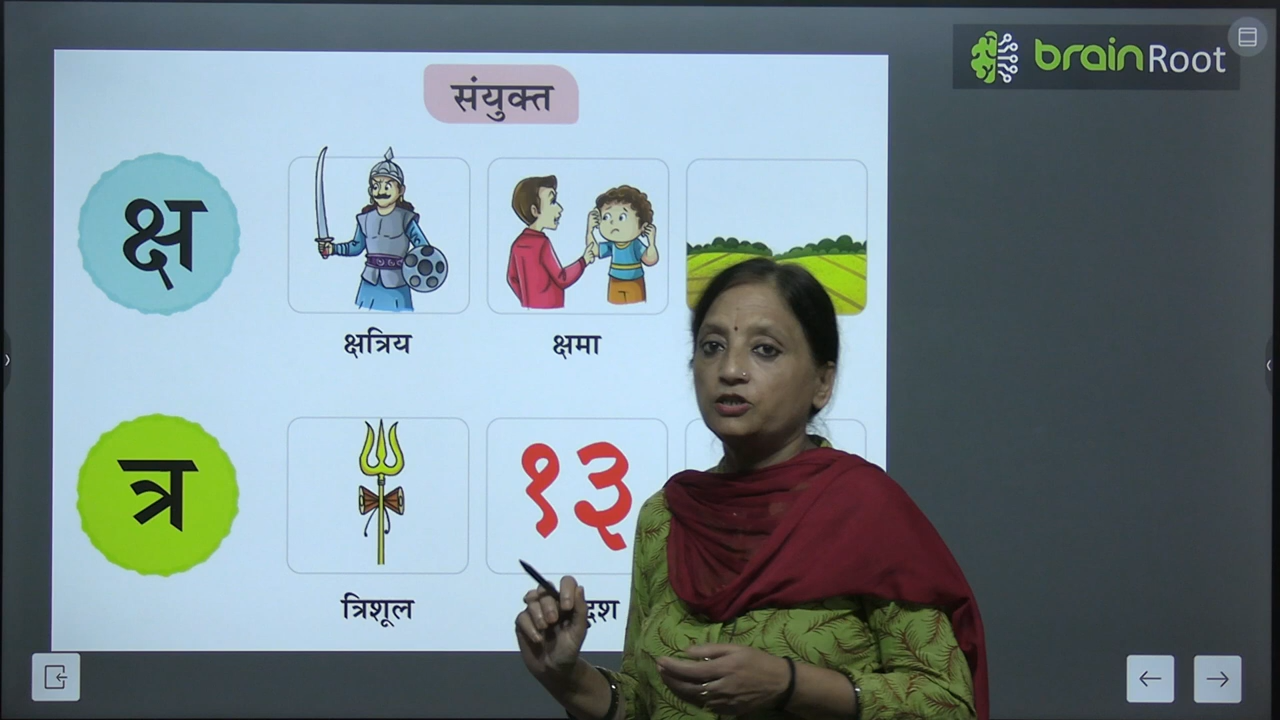 brainRoot
संयुक्त
क्ष
क्षत्रिय
क्षमा
त्र
१३
त्रिशूल